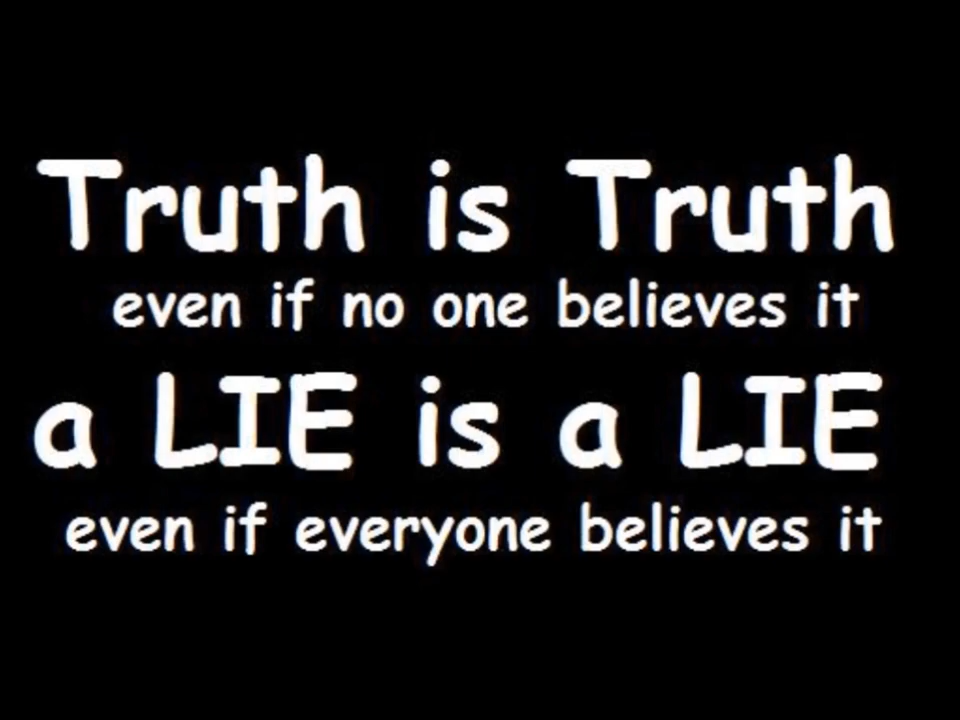 Truth is Truth
even if no one believes it
a LIE is a LIE
even if everyone believes it